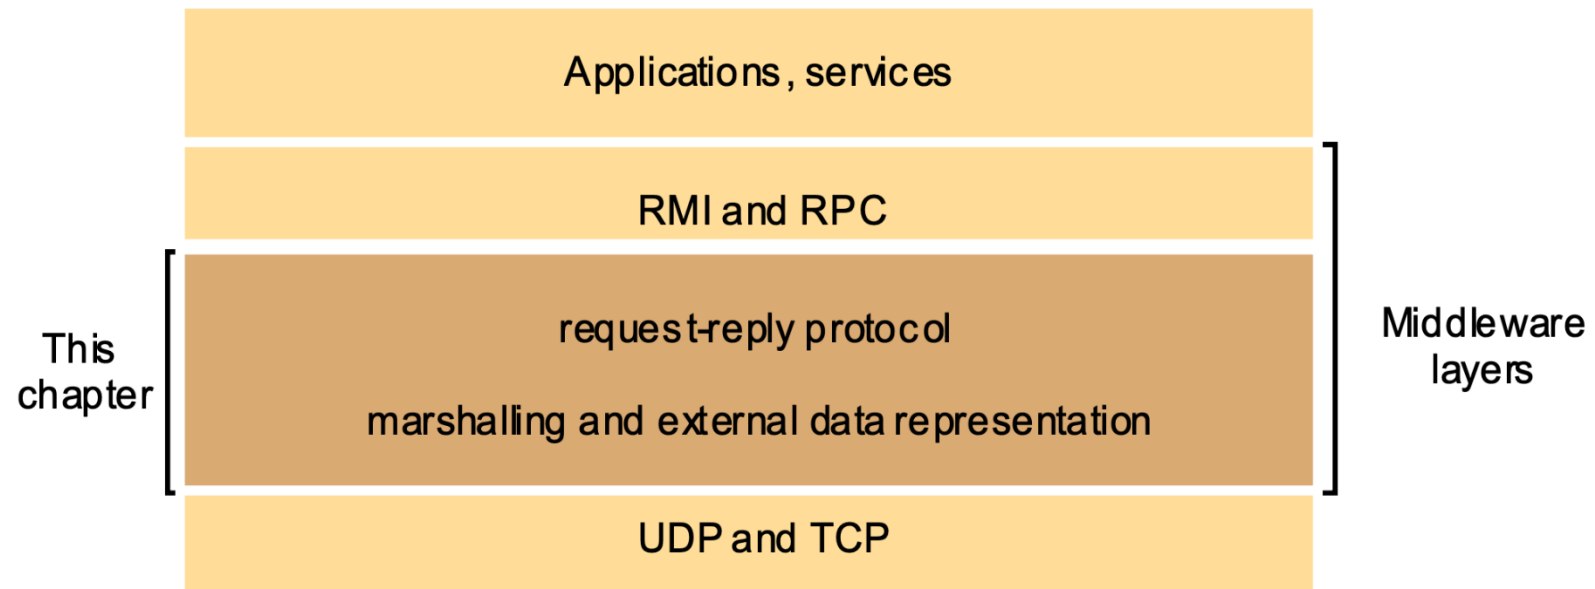 Applications, services
RMI and RPC
This
chapter
request-reply protocol
marshalling and external data representation
Middleware
layers
UDP and TCP